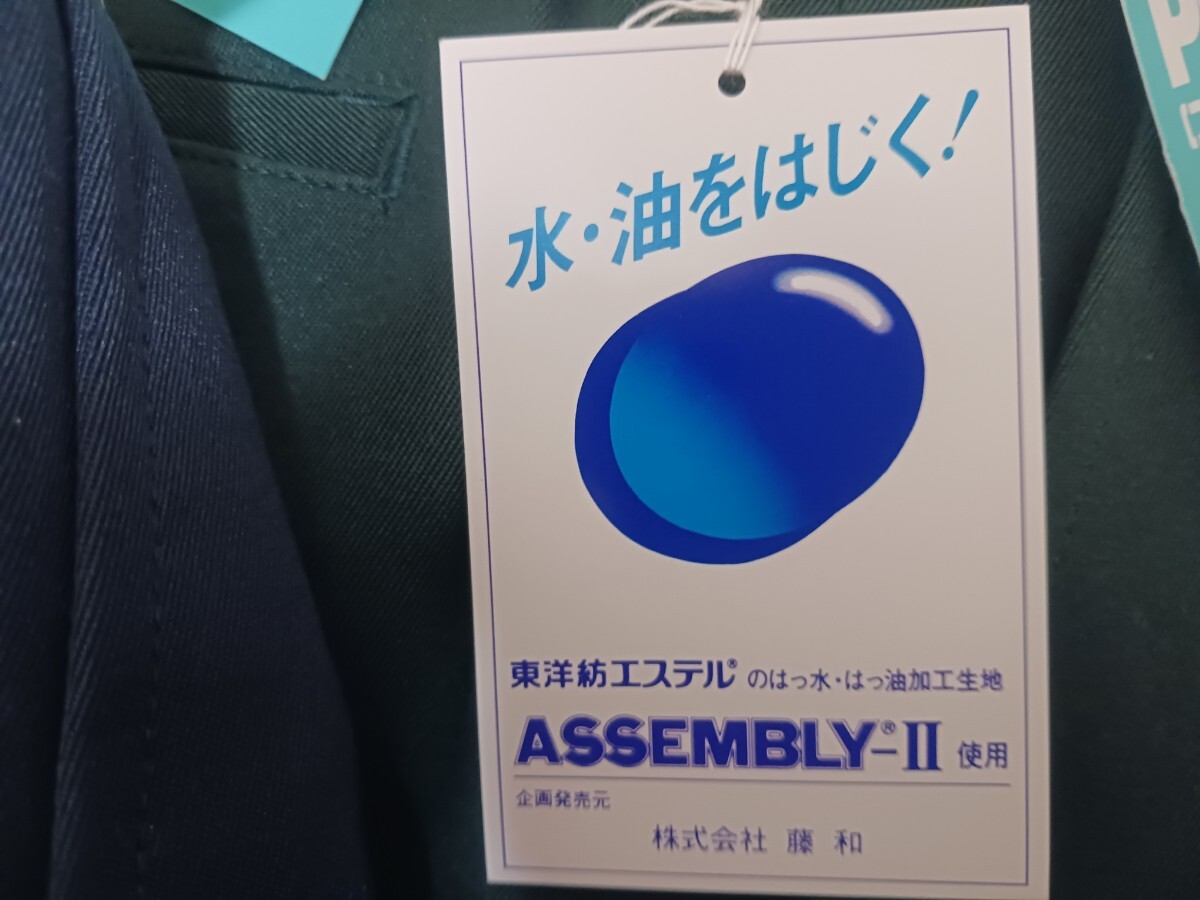 水・油をはじく!
東洋紡エステル® のはっ水・はっ油加工生地
ASSEMBLY®-II 使用
企画発売元
株式会社 藤和